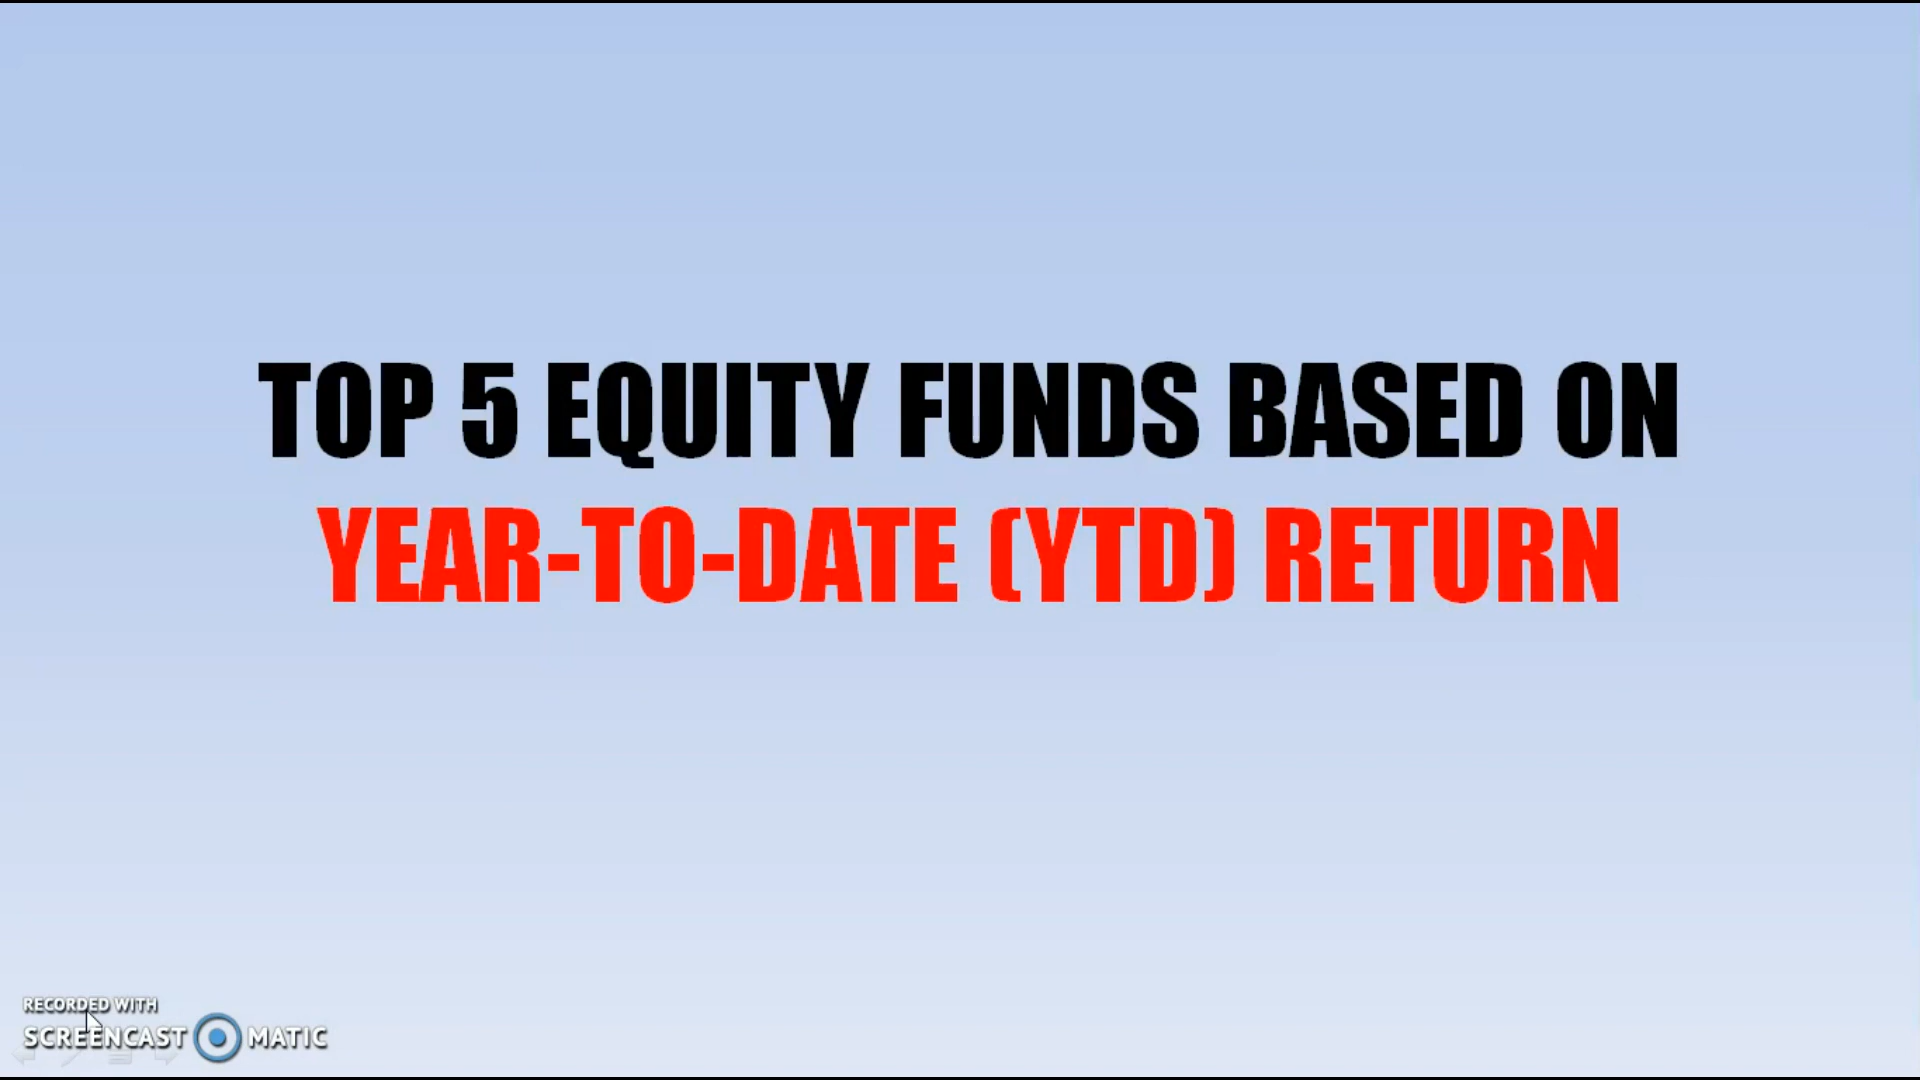 TOP 5 EQUITY FUNDS BASED ON
YEAR-TO-DATE (YTD) RETURN
RECORDED WITH
SCREENCAST MATIC